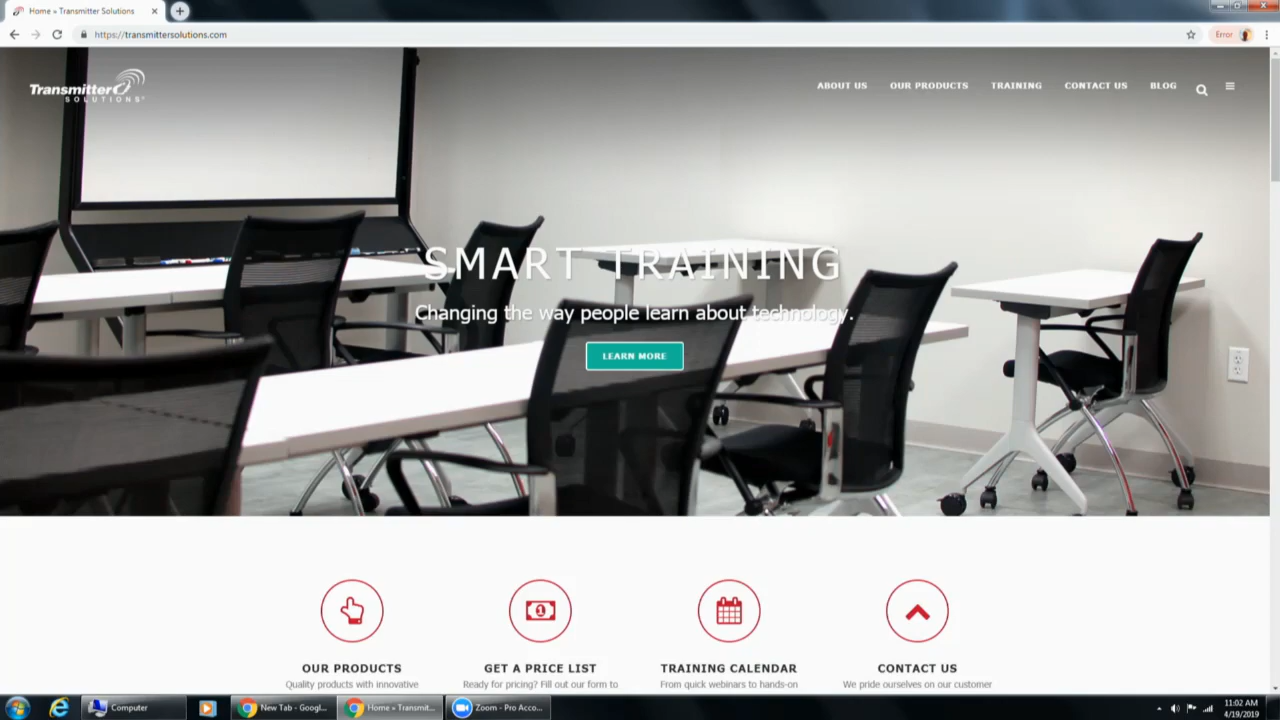 Home » Transmitter Solutions
https://transmittersolutions.com
Error
Transmitter
SOLUTIONS®
ABOUT US
OUR PRODUCTS
TRAINING
CONTACT US
BLOG
SMART TRAINING
Changing the way people learn about technology.
LEARN MORE
OUR PRODUCTS
Quality products with innovative
GET A PRICE LIST
Ready for pricing? Fill out our form to
TRAINING CALENDAR
From quick webinars to hands-on
CONTACT US
We pride ourselves on our customer
Computer
New Tab - Googl...
Home » Transmit...
Zoom - Pro Acco...
11:02 AM
4/19/2019